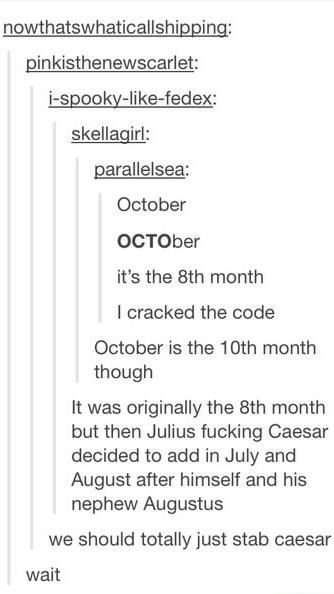 nowthatswhaticallshipping:
pinkisthenewscarlet:
i-spooky-like-fedex:
skellagirl:
parallelsea:
October
OCTOber
it's the 8th month
I cracked the code
October is the 10th month
though
It was originally the 8th month
but then Julius fucking Caesar
decided to add in July and
August after himself and his
nephew Augustus
we should totally just stab caesar
wait